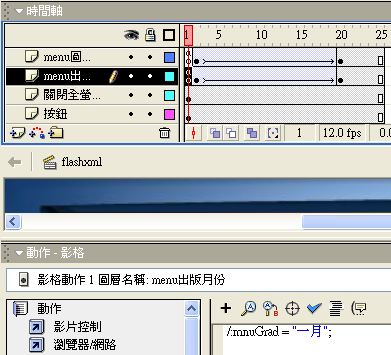 時間軸
1 5 10 15 20 25
menu圖...
menu出...
關閉全螢...
按鈕
1 12.0 fps 0.0
flashxml
動作 - 影格
影格動作 1 圖層名稱: menu出版月份
動作
影片控制
瀏覽器/網路
/:mnuGrad = "一月";